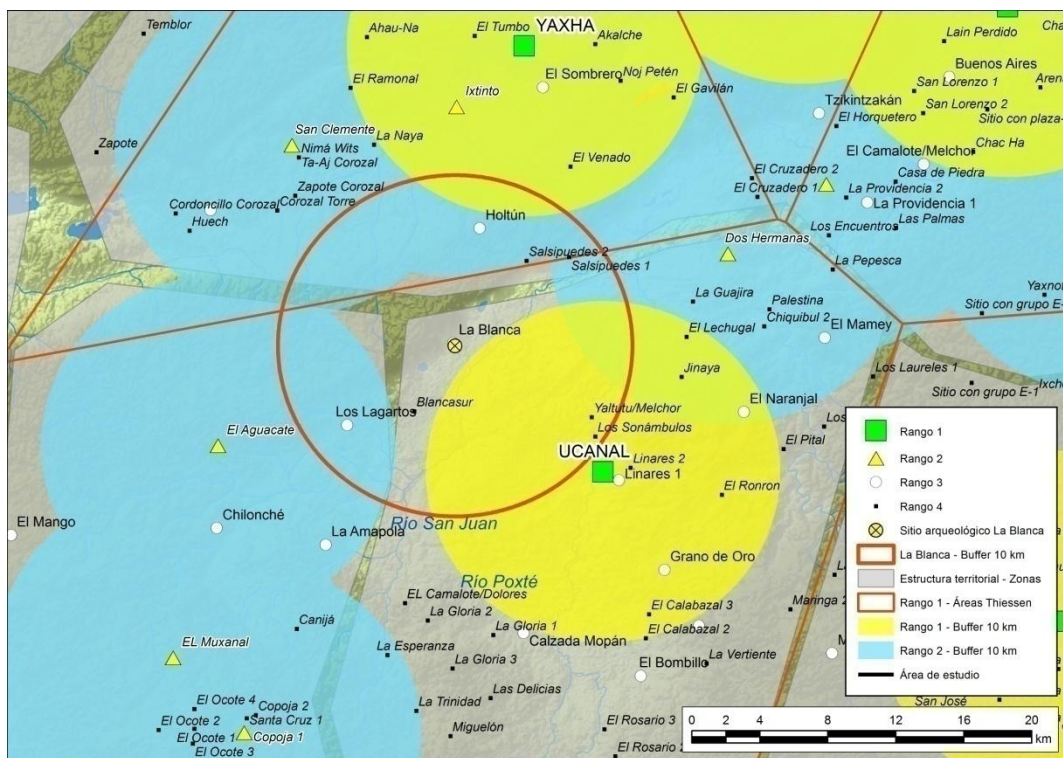 Temblor
Ahau-Na
El Tumbo
YAXHA
Akalche
Lain Perdido
El Sombrero
Noj Petén
Buenos Aires
El Ramonal
Ixtinto
El Gavilán
San Lorenzo 1
Tzikintzakán
San Lorenzo 2
El Horquetero
Sitio con plaza-
San Clemente
La Naya
Zapote
Nimá Wits
Ta-Aj Corozal
El Venado
El Camalote/Melchor
Chac Ha
El Cruzadero 2
Casa de Piedra
El Cruzadero 1
La Providencia 2
Zapote Corozal
La Providencia 1
Cordoncillo Corozal
Corozal Torre
Huech
Holtún
Los Encuentros
Las Palmas
Dos Hermanas
Salsipuedes 2
Salsipuedes 1
La Pepesca
La Guajira
Palestina
Yaxnot
Sitio con grupo E-
La Blanca
El Lechugal
Chiquibul 2
El Mamey
Jinaya
Los Laureles 1
Sitio con grupo E-1
Ixch
Los Lagartos
Blancasur
Yaltutu/Melchor
El Naranjal
Los
El Aguacate
Los Sonámbulos
El Pital
UCANAL
Linares 2
Linares 1
El Ronron
El Mango
Chilonché
La Amapola
Río San Juan
Grano de Oro
Río Poxté
EL Camalote/Dolores
La Gloria 2
El Calabazal 3
Maringa 2
Canijá
La Gloria 1
Calzada Mopán
El Calabazal 2
EL Muxanal
La Esperanza
La Gloria 3
El Bombillo
La Vertiente
El Ocote 4
Copoja 2
La Trinidad
Las Delicias
El Ocote 2
Santa Cruz 1
El Ocote 1
Copoja 1
Miguelón
El Rosario 3
El Ocote 3
El Rosario 2
San José
Rango 1
Rango 2
Rango 3
Rango 4
Sitio arqueológico La Blanca
La Blanca - Buffer 10 km
Estructura territorial - Zonas
Rango 1 - Áreas Thiessen
Rango 1 - Buffer 10 km
Rango 2 - Buffer 10 km
Área de estudio
0 2 4 8 12 16 20
km